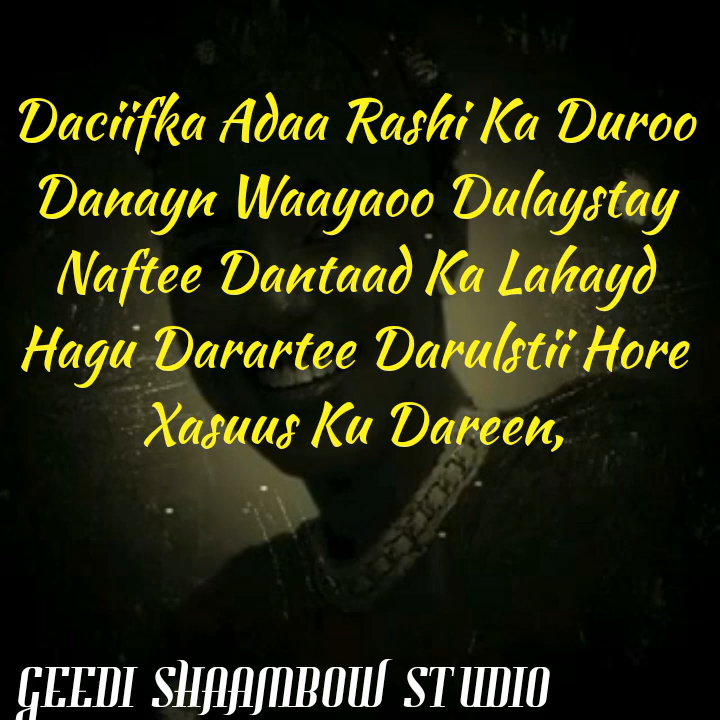 Daciifka Adaa Rashi Ka Duroo
Danayn Waayaoo Dulaystay
Naftee Dantaad Ka Lahayd
Hagu Darartee Darulstii Hore
Xasuus Ku Dareen,
GEEDI SHAAMBOW STUDIO